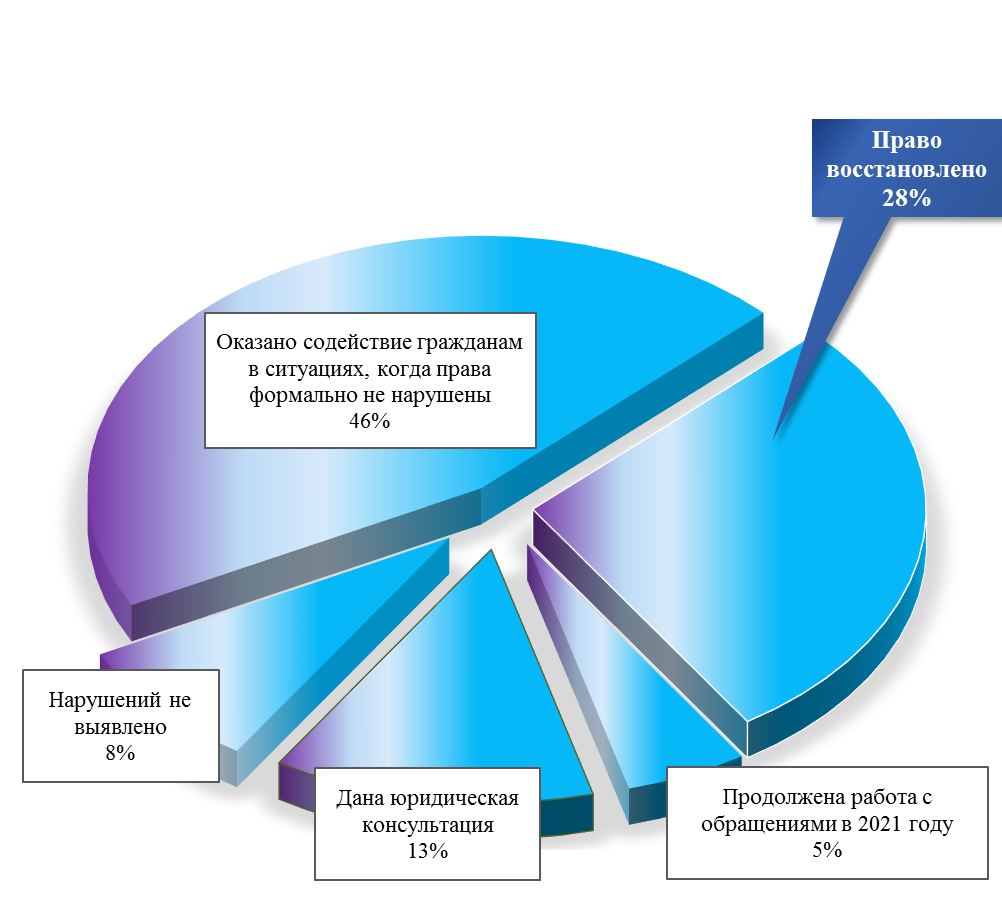 Право
восстановлено
28%
Оказано содействие гражданам
в ситуациях, когда права
формально не нарушены
46%
Нарушений не
выявлено
8%
Дана юридическая
консультация
13%
Продолжена работа с
обращениями в 2021 году
5%